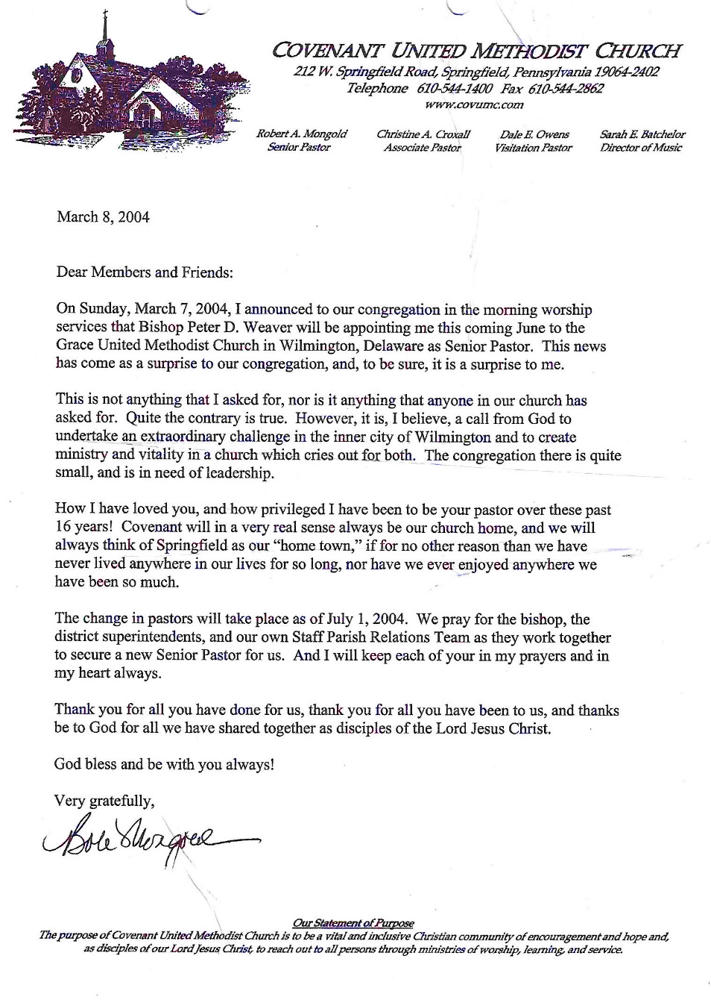 COVENANT UNITED METHODIST CHURCH
212 W. Springfield Road, Springfield, Pennsylvania 19064-2402
Telephone 610-544-1400 Fax 610-544-2862
www.covumc.com
Robert A. Mongold Christine A. Croxall Dale E. Owens Sarah E. Batchelor
Senior Pastor Associate Pastor Visitation Pastor Director of Music
March 8, 2004
Dear Members and Friends:
On Sunday, March 7, 2004, I announced to our congregation in the morning worship
services that Bishop Peter D. Weaver will be appointing me this coming June to the
Grace United Methodist Church in Wilmington, Delaware as Senior Pastor. This news
has come as a surprise to our congregation, and, to be sure, it is a surprise to me.
This is not anything that I asked for, nor is it anything that anyone in our church has
asked for. Quite the contrary is true. However, it is, I believe, a call from God to
undertake an extraordinary challenge in the inner city of Wilmington and to create
ministry and vitality in a church which cries out for both. The congregation there is quite
small, and is in need of leadership.
How I have loved you, and how privileged I have been to be your pastor over these past
16 years! Covenant will in a very real sense always be our church home, and we will
always think of Springfield as our “home town,” if for no other reason than we have
never lived anywhere in our lives for so long, nor have we ever enjoyed anywhere we
have been so much.
The change in pastors will take place as of July 1, 2004. We pray for the bishop, the
district superintendents, and our own Staff Parish Relations Team as they work together
to secure a new Senior Pastor for us. And I will keep each of your in my prayers and in
my heart always.
Thank you for all you have done for us, thank you for all you have been to us, and thanks
be to God for all we have shared together as disciples of the Lord Jesus Christ.
God bless and be with you always!
Very gratefully,
Bob Mongold
Our Statement of Purpose
The purpose of Covenant United Methodist Church is to be a vital and inclusive Christian community of encouragement and hope and,
as disciples of our Lord Jesus Christ, to reach out to all persons through ministries of worship, learning, and service.